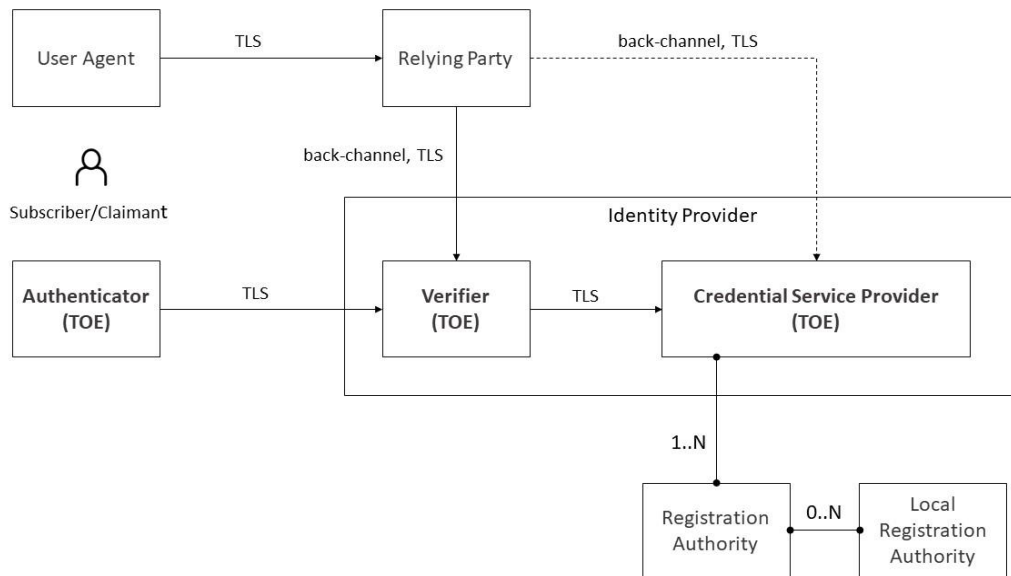 User Agent
TLS
Relying Party
back-channel, TLS
back-channel, TLS
Subscriber/Claimant
Identity Provider
Authenticator
(TOE)
TLS
Verifier
(TOE)
TLS
Credential Service Provider
(TOE)
1..N
Registration
Authority
0..N
Local
Registration
Authority